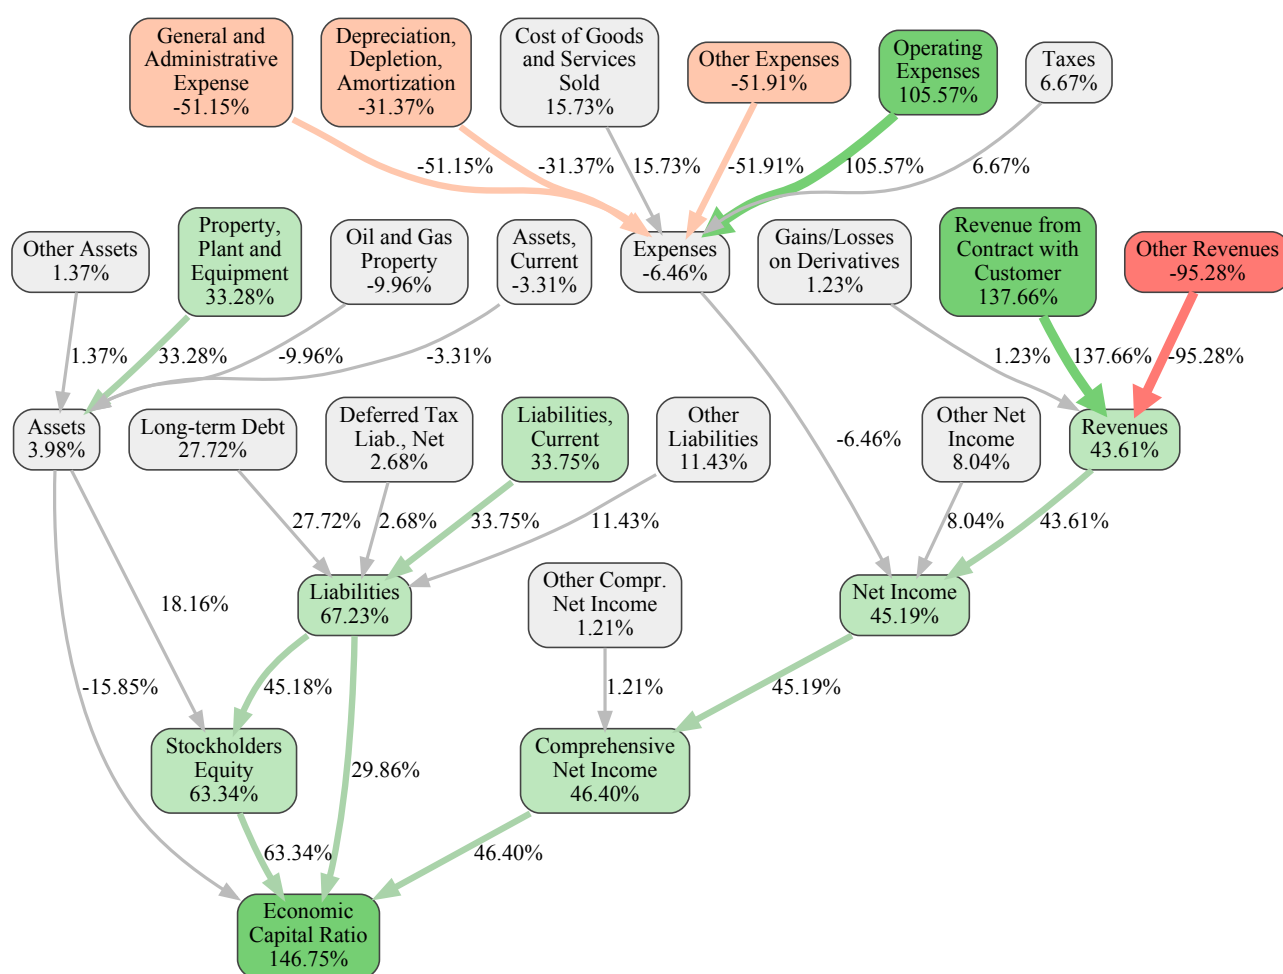 General and
Administrative
Expense
-51.15%
Depreciation,
Depletion,
Amortization
-31.37%
Cost of Goods
and Services
Sold
15.73%
Other Expenses
-51.91%
Operating
Expenses
105.57%
Taxes
6.67%
-51.15%
-31.37%
15.73%
-51.91%
105.57%
6.67%
Other Assets
1.37%
Property,
Plant and
Equipment
33.28%
Oil and Gas
Property
-9.96%
Assets,
Current
-3.31%
Expenses
-6.46%
Gains/Losses
on Derivatives
1.23%
Revenue from
Contract with
Customer
137.66%
Other Revenues
-95.28%
1.37%
33.28%
-9.96%
-3.31%
1.23%
137.66%
-95.28%
Assets
3.98%
Long-term Debt
27.72%
Deferred Tax
Liab., Net
2.68%
Liabilities,
Current
33.75%
Other
Liabilities
11.43%
-6.46%
Other Net
Income
8.04%
Revenues
43.61%
27.72%
2.68%
33.75%
11.43%
8.04%
43.61%
18.16%
Liabilities
67.23%
Other Compr.
Net Income
1.21%
Net Income
45.19%
-15.85%
45.18%
1.21%
45.19%
Stockholders
Equity
63.34%
29.86%
Comprehensive
Net Income
46.40%
63.34%
46.40%
Economic
Capital Ratio
146.75%